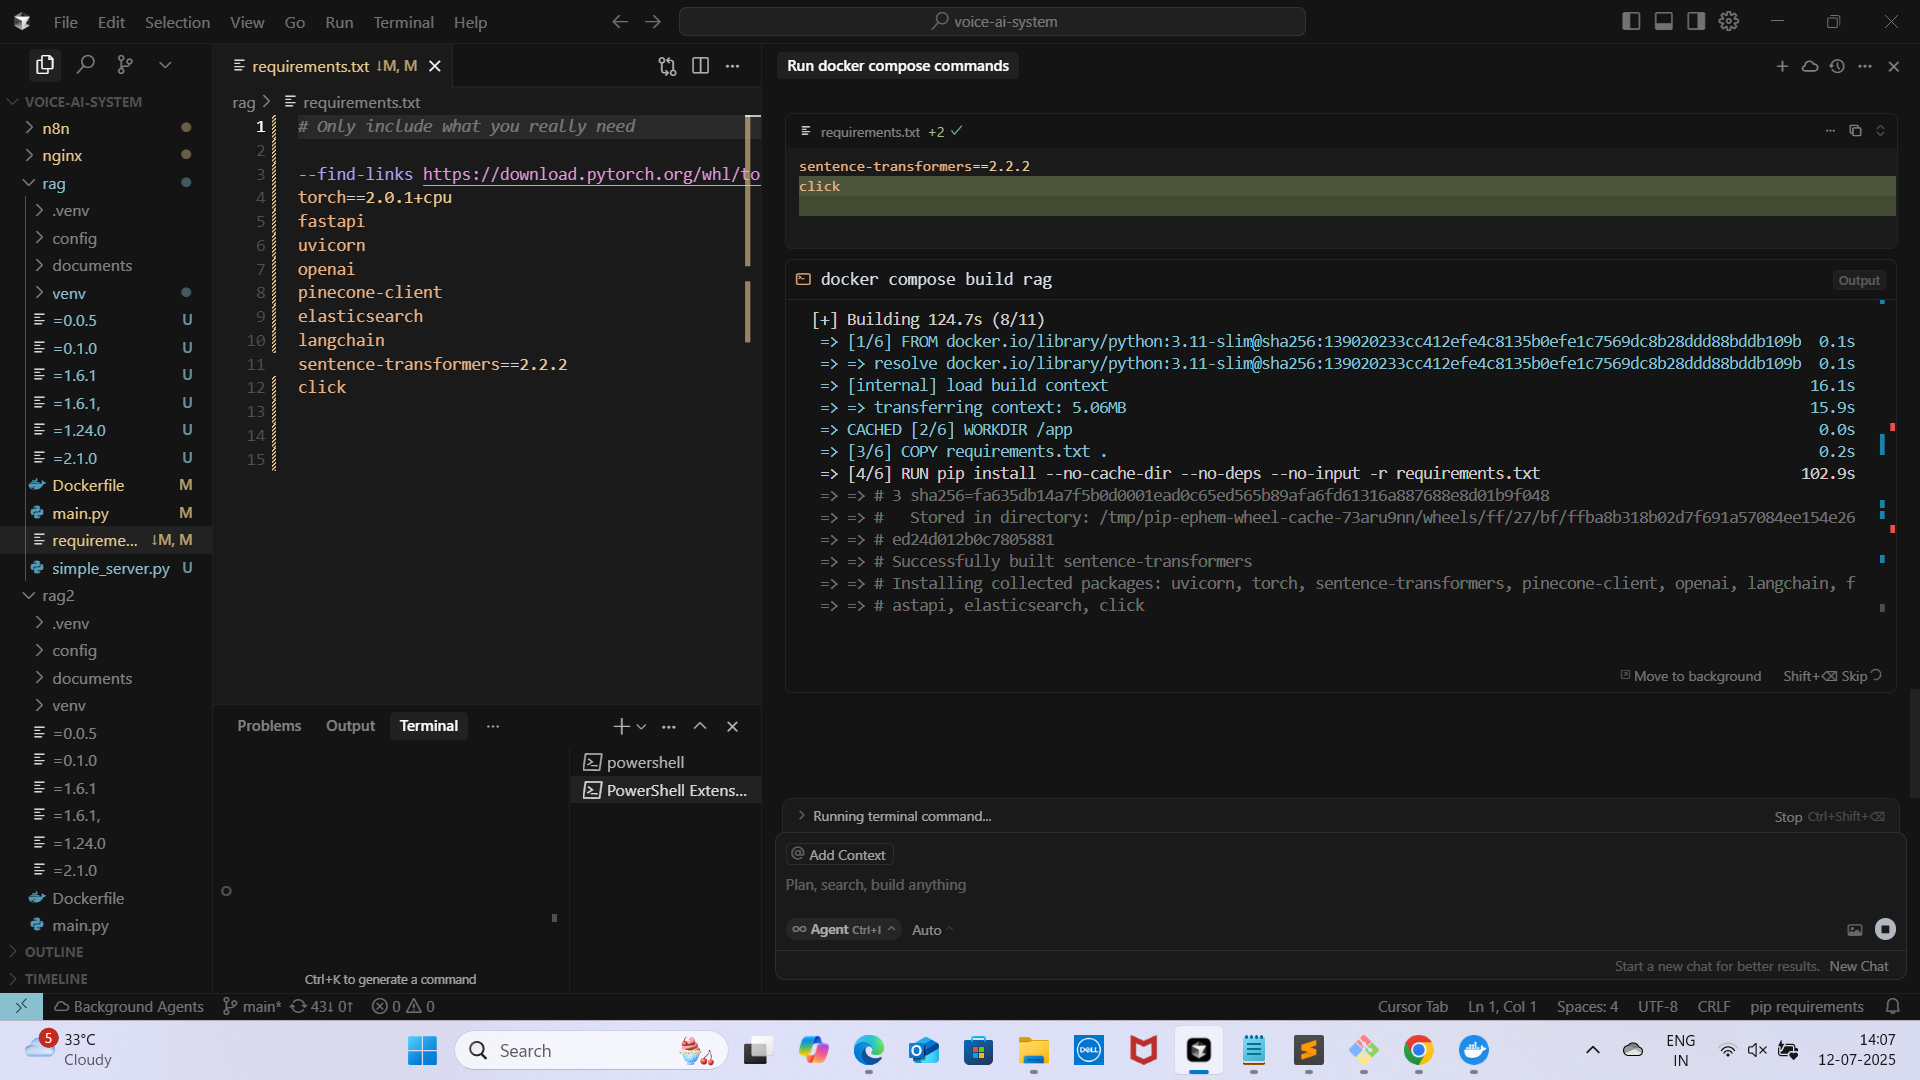 File Edit Selection View Go Run Terminal Help
voice-ai-system
requirements.txt ↓M, M
Run docker compose commands
VOICE-AI-SYSTEM
n8n
nginx
rag
.venv
config
documents
venv
=0.0.5 U
=0.1.0 U
=1.6.1 U
=1.6.1, U
=1.24.0 U
=2.1.0 U
Dockerfile M
main.py M
requireme... ↓M, M
simple_server.py U
rag2
.venv
config
documents
venv
=0.0.5
=0.1.0
=1.6.1
=1.6.1,
=1.24.0
=2.1.0
Dockerfile
main.py
OUTLINE
TIMELINE
rag > requirements.txt
1 # Only include what you really need
2
3 --find-links https://download.pytorch.org/whl/to
4 torch==2.0.1+cpu
5 fastapi
6 uvicorn
7 openai
8 pinecone-client
9 elasticsearch
10 langchain
11 sentence-transformers==2.2.2
12 click
13
14
15
Problems Output Terminal
powershell
PowerShell Extens...
Ctrl+K to generate a command
requirements.txt +2
sentence-transformers==2.2.2
click
docker compose build rag
Output
[+] Building 124.7s (8/11)
=> [1/6] FROM docker.io/library/python:3.11-slim@sha256:139020233cc412efe4c8135b0efe1c7569dc8b28ddd88bddb109b 0.1s
=> => resolve docker.io/library/python:3.11-slim@sha256:139020233cc412efe4c8135b0efe1c7569dc8b28ddd88bddb109b 0.1s
=> [internal] load build context 16.1s
=> => transferring context: 5.06MB 15.9s
=> CACHED [2/6] WORKDIR /app 0.0s
=> [3/6] COPY requirements.txt . 0.2s
=> [4/6] RUN pip install --no-cache-dir --no-deps --no-input -r requirements.txt 102.9s
=> => # 3 sha256=fa635db14a7f5b0d0001ead0c65ed565b89afa6fd61316a887688e8d01b9f048
=> => #   Stored in directory: /tmp/pip-ephem-wheel-cache-73aru9nn/wheels/ff/27/bf/ffba8b318b02d7f691a57084ee154e26
=> => # ed24d012b0c7805881
=> => # Successfully built sentence-transformers
=> => # Installing collected packages: uvicorn, torch, sentence-transformers, pinecone-client, openai, langchain, f
=> => # astapi, elasticsearch, click
Move to background Shift+⌫ Skip
Running terminal command...
Stop Ctrl+Shift+⌫
@ Add Context
Plan, search, build anything
∞ Agent Ctrl+I Auto
Start a new chat for better results. New Chat
Background Agents main* 43↓ 0↑ 0 0
Cursor Tab Ln 1, Col 1 Spaces: 4 UTF-8 CRLF pip requirements
5
33°C
Cloudy
Search
DELL
ENG
IN
14:07
12-07-2025